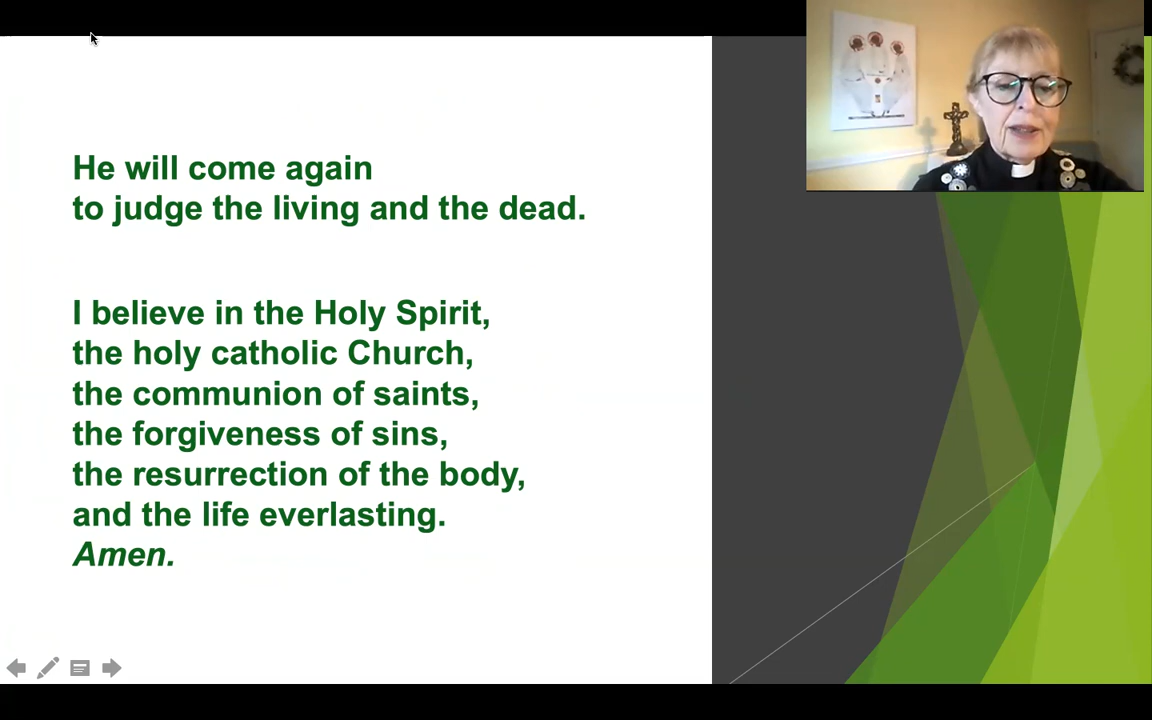 He will come again
to judge the living and the dead.
I believe in the Holy Spirit,
the holy catholic Church,
the communion of saints,
the forgiveness of sins,
the resurrection of the body,
and the life everlasting.
Amen.